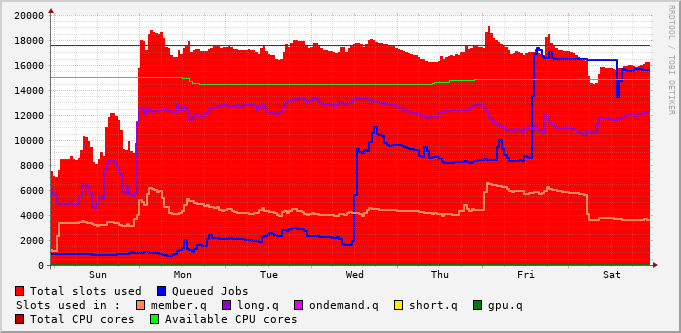 20000
18000
16000
14000
12000
10000
8000
6000
4000
2000
0
Sun Mon Tue Wed Thu Fri Sat
RRDTOOL / TOBI OETIKER
Total slots used Queued Jobs
Slots used in : member.q long.q ondemand.q short.q gpu.q
Total CPU cores Available CPU cores